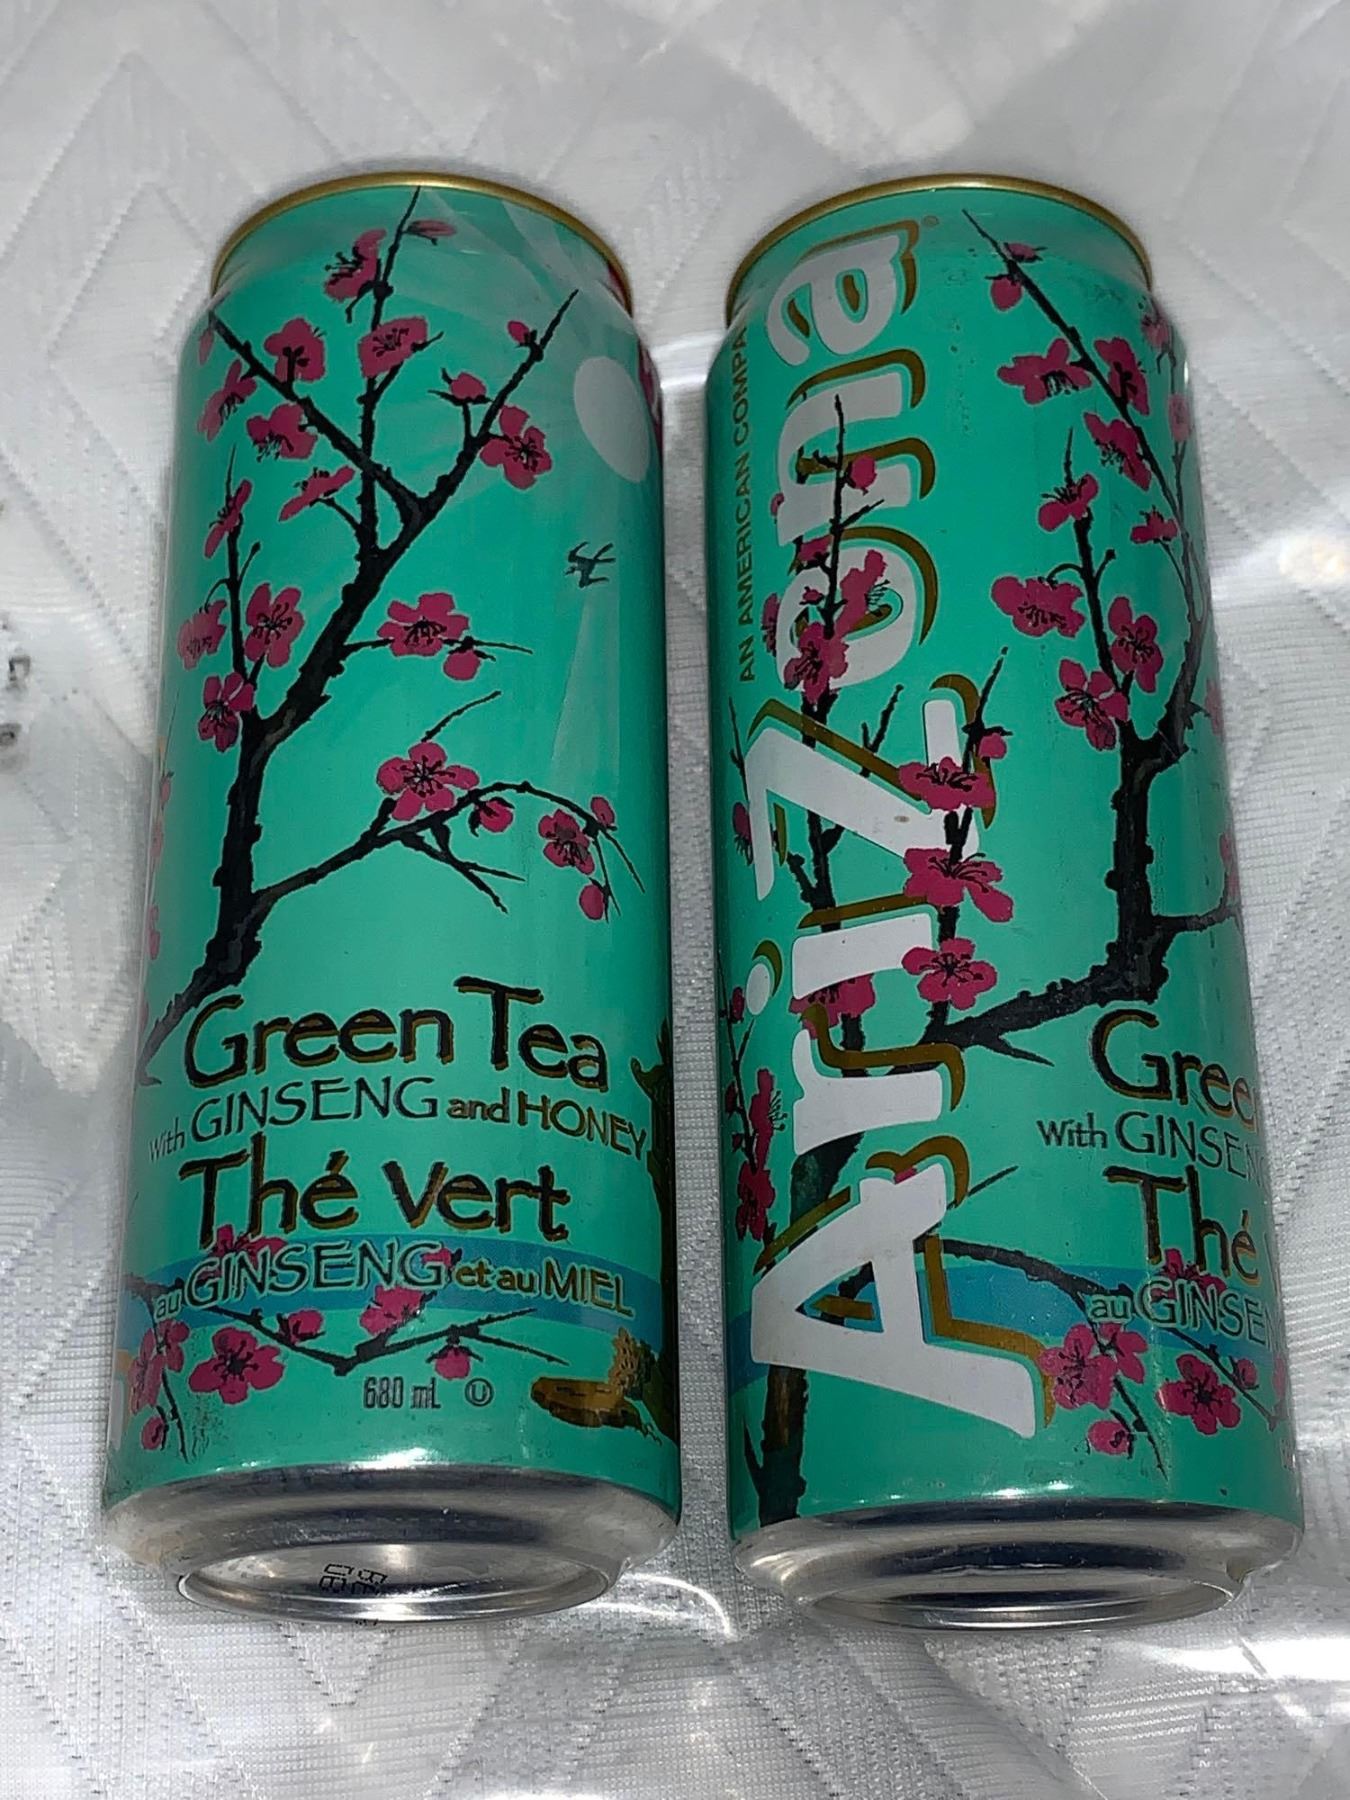 Green Tea
with GINSENG and HONEY
Thé vert
au GINSENG et au MIEL
680 mL U
AriZona®
AN AMERICAN COMPA
Gree
with GINSEN
Thé
au GINSEN